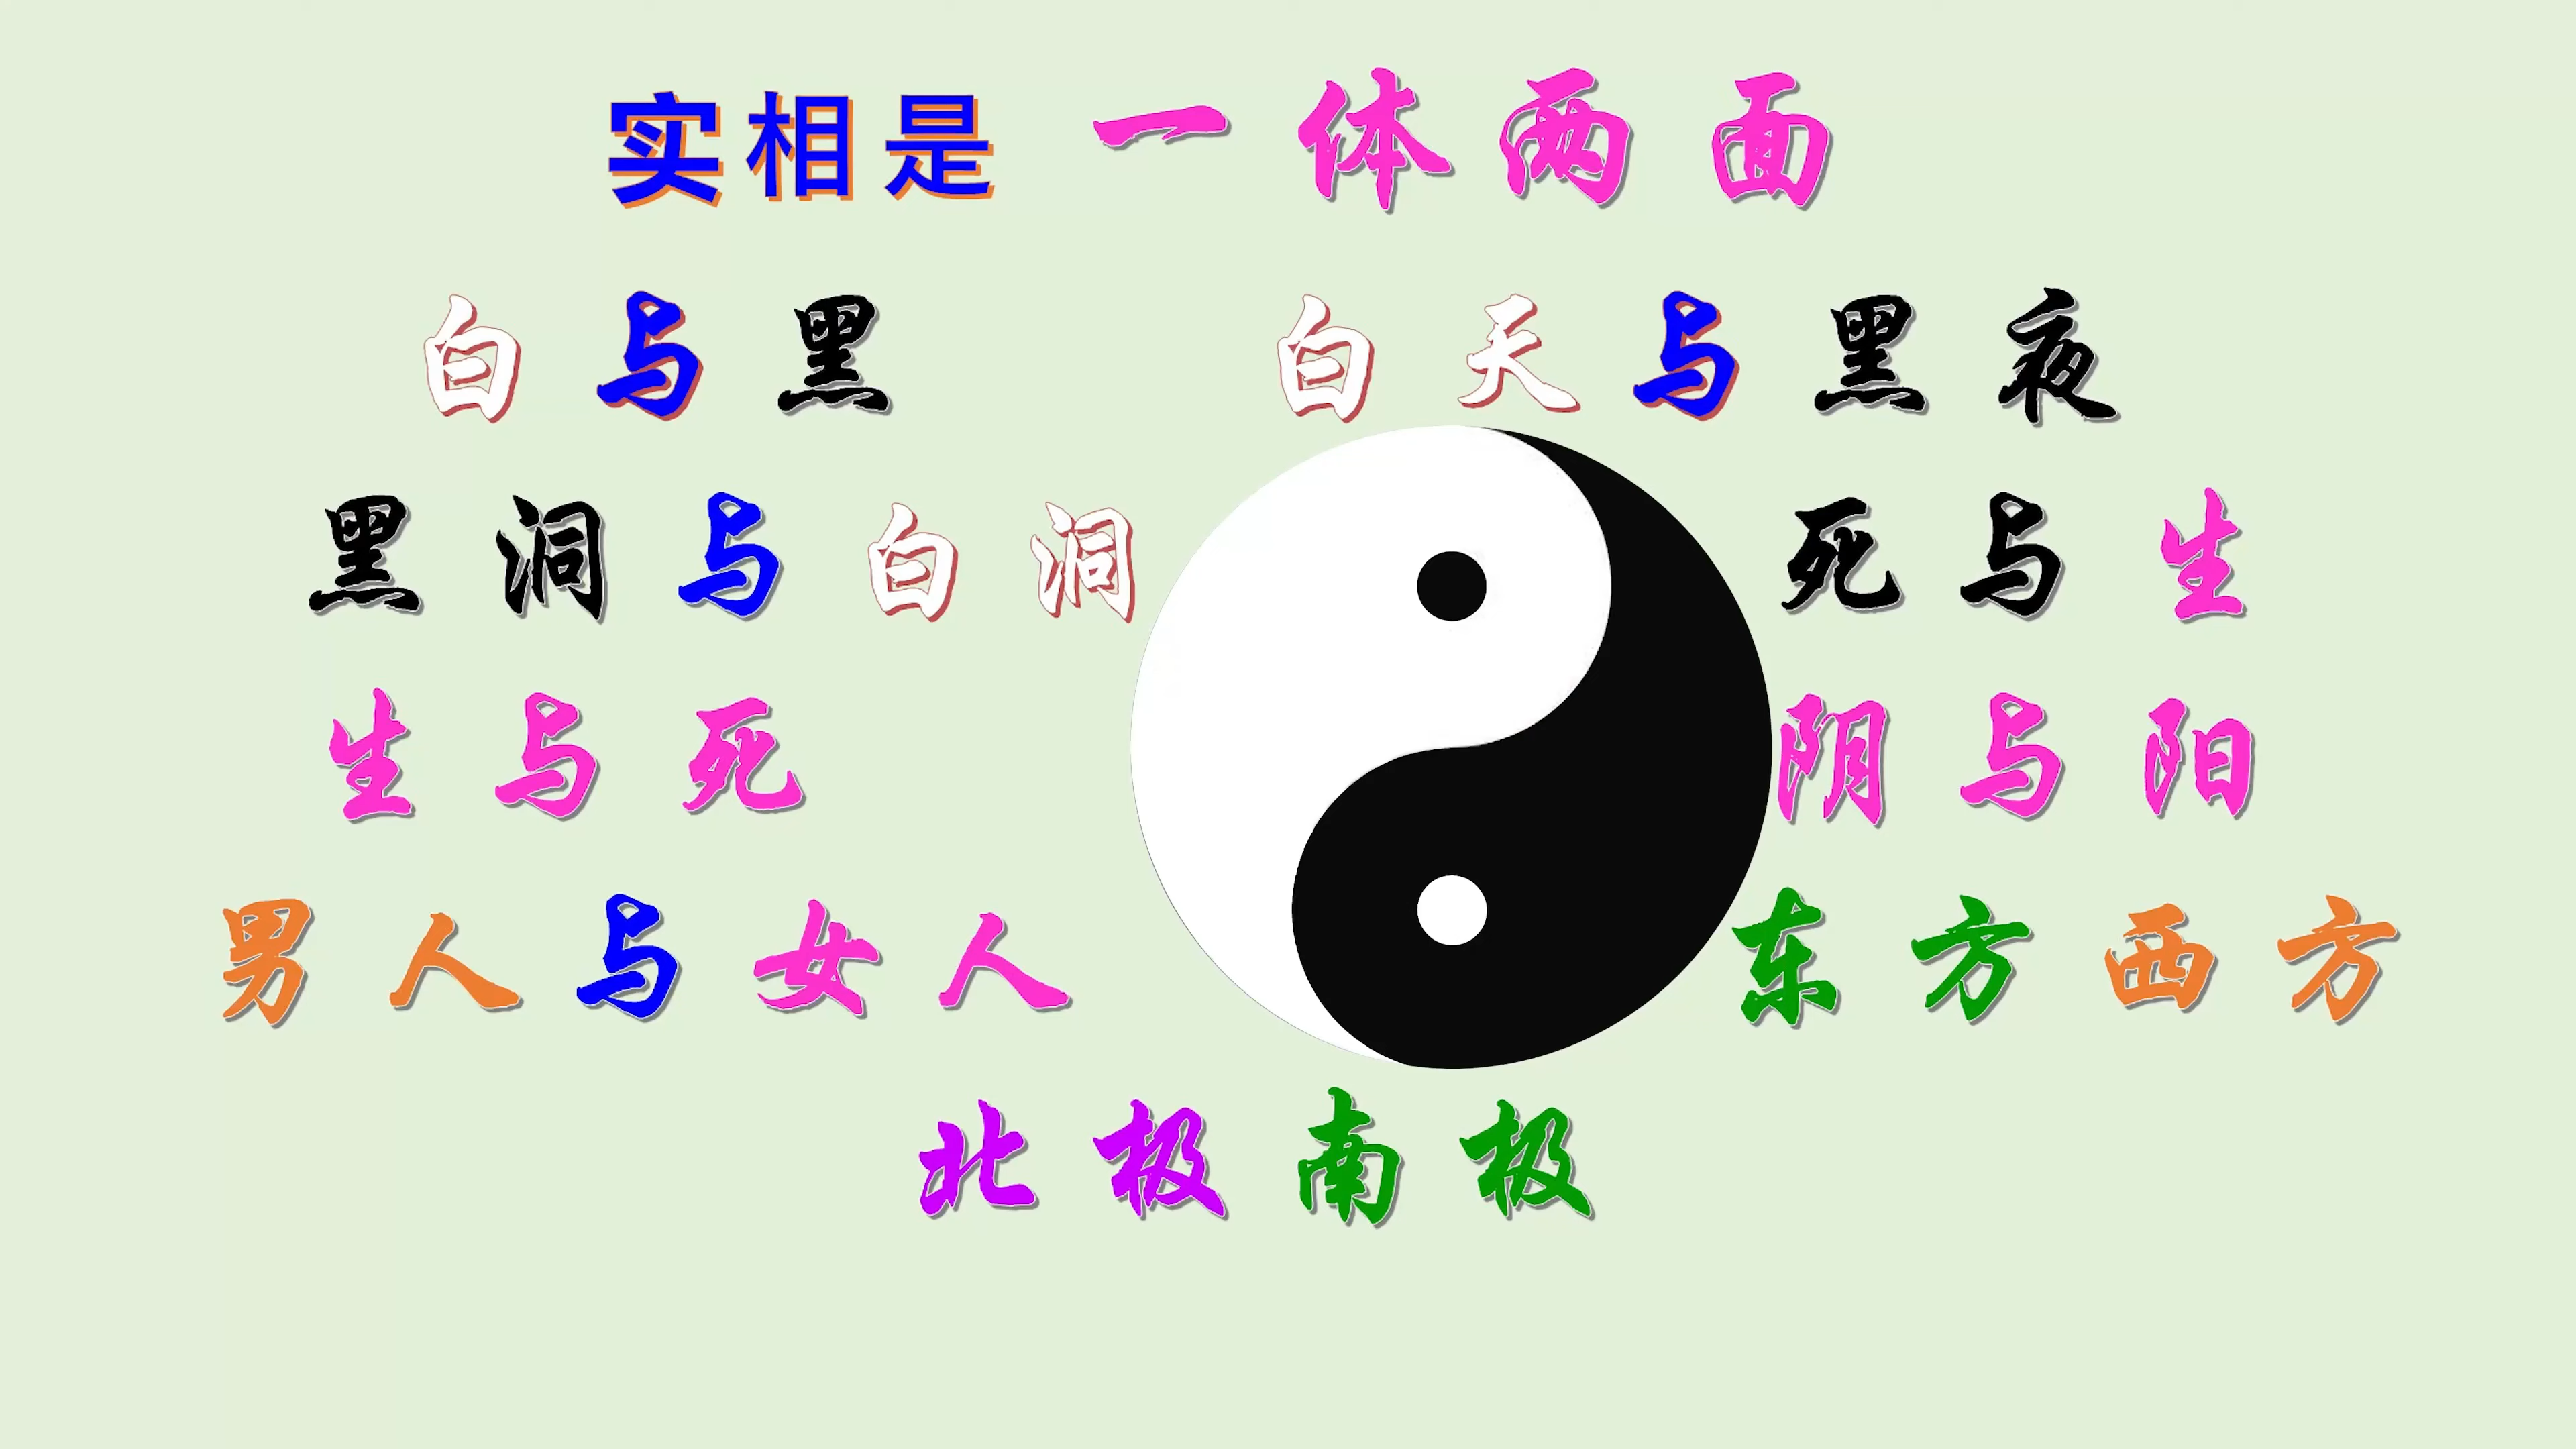 实相是 一体两面
白与黑 白天与黑夜
黑洞与白洞 死与生
生与死 阴与阳
男人与女人 东方西方
北极南极